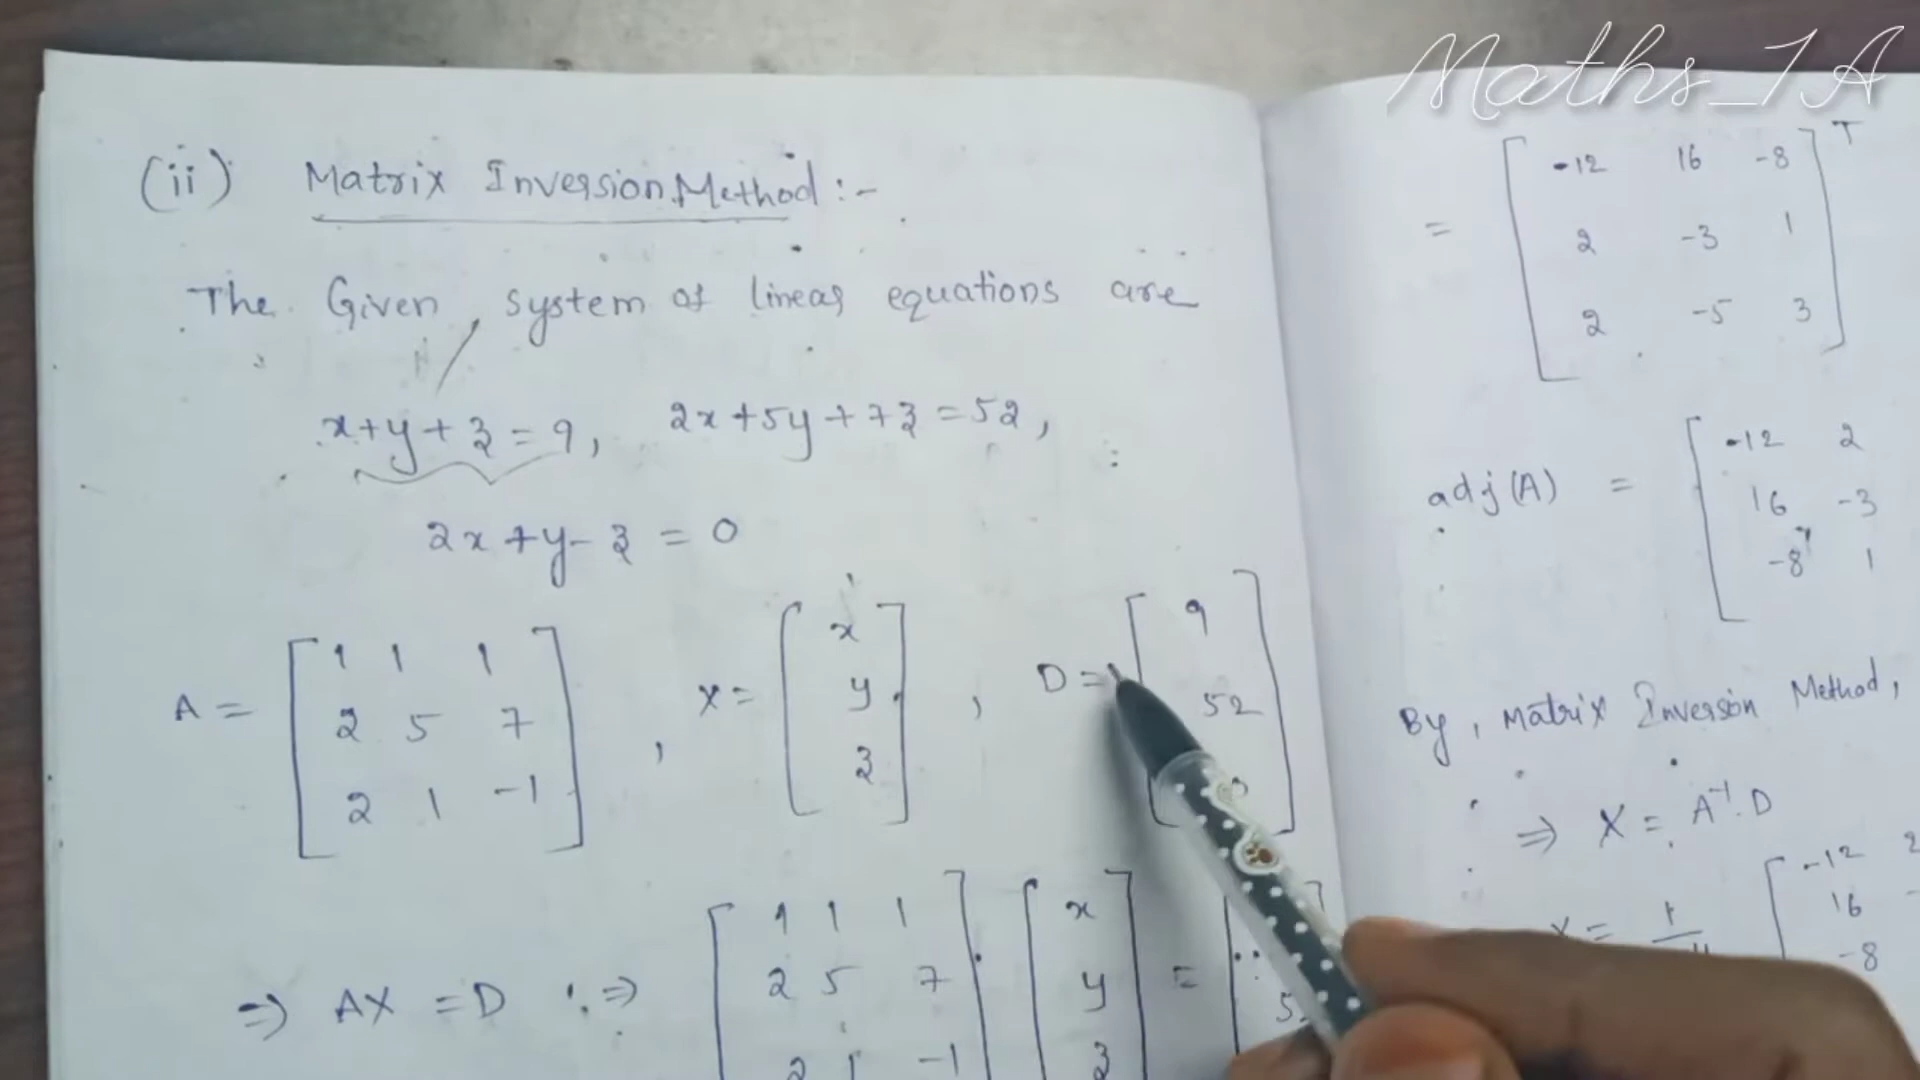 Maths_1A
(ii) Matrix Inversion Method :-
The Given system of linear equations are
x+y+z=9, 2x+5y+7z=52,
2x+y-z=0
A = [1 1 1
2 5 7
2 1 -1] , X = [x
y
z] , D = [9
52
0]
⇒ AX = D ⇒ [1 1 1
2 5 7
2 1 -1] [x
y
z] =
= [-12 16 -8
2 -3 1
2 -5 3]^T
adj(A) = [-12 2
16 -3
-8 1
By, Matrix Inversion Method,
⇒ X = A^-1 . D
X = [-12
16
-8